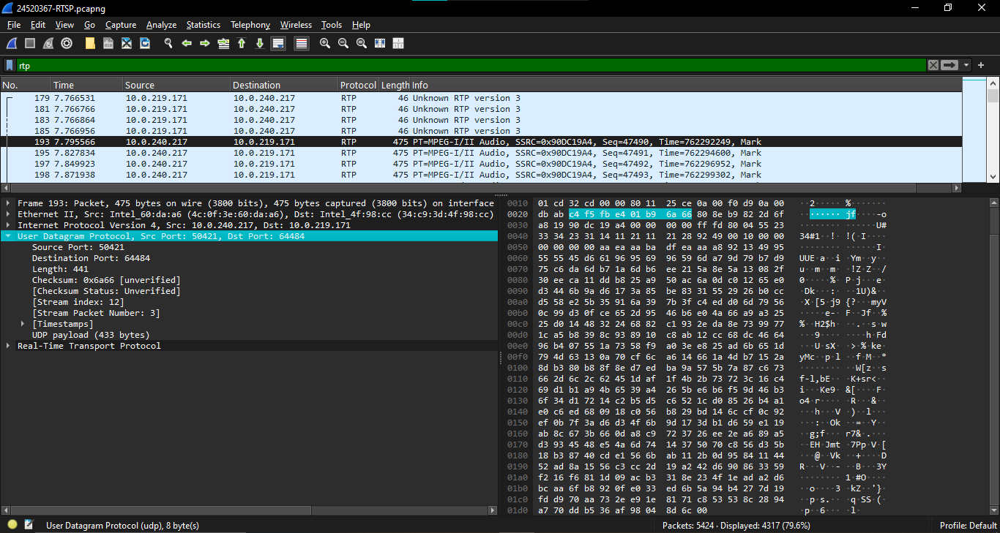 24520367-RTSP.pcapng
File Edit View Go Capture Analyze Statistics Telephony Wireless Tools Help
rtp
No. Time Source Destination Protocol Length Info
179 7.766531 10.0.219.171 10.0.240.217 RTP 46 Unknown RTP version 3
181 7.766766 10.0.219.171 10.0.240.217 RTP 46 Unknown RTP version 3
183 7.766864 10.0.219.171 10.0.240.217 RTP 46 Unknown RTP version 3
185 7.766956 10.0.219.171 10.0.240.217 RTP 46 Unknown RTP version 3
193 7.795566 10.0.240.217 10.0.219.171 RTP 475 PT=MPEG-I/II Audio, SSRC=0x90DC19A4, Seq=47490, Time=762292249, Mark
195 7.827834 10.0.240.217 10.0.219.171 RTP 475 PT=MPEG-I/II Audio, SSRC=0x90DC19A4, Seq=47491, Time=762294600, Mark
197 7.849923 10.0.240.217 10.0.219.171 RTP 475 PT=MPEG-I/II Audio, SSRC=0x90DC19A4, Seq=47492, Time=762296952, Mark
198 7.871938 10.0.240.217 10.0.219.171 RTP 475 PT=MPEG-I/II Audio, SSRC=0x90DC19A4, Seq=47493, Time=762299302, Mark
Frame 193: Packet, 475 bytes on wire (3800 bits), 475 bytes captured (3800 bits) on interface
Ethernet II, Src: Intel_60:da:a6 (4c:0f:3e:60:da:a6), Dst: Intel_4f:98:cc (34:c9:3d:4f:98:cc)
Internet Protocol Version 4, Src: 10.0.240.217, Dst: 10.0.219.171
User Datagram Protocol, Src Port: 50421, Dst Port: 64484
Source Port: 50421
Destination Port: 64484
Length: 441
Checksum: 0x6a66 [unverified]
[Checksum Status: Unverified]
[Stream index: 12]
[Stream Packet Number: 3]
[Timestamps]
UDP payload (433 bytes)
Real-Time Transport Protocol
0010 01 cd 32 cd 00 00 80 11 25 ce 0a 00 f0 d9 0a 00 ··2·····%·······
0020 db ab c4 f5 fb e4 01 b9 6a 66 80 8e b9 82 2d 6f ········jf····-o
0030 a8 19 90 dc 19 a4 00 00 00 00 ff fd 80 04 55 23 ··············U#
0040 33 34 23 31 14 11 21 11 21 28 92 49 00 10 00 00 34#1··!·!(·I····
0050 00 00 00 00 aa ea aa ba df ea aa a8 92 13 49 95 ··············I·
0060 55 55 45 d6 61 96 95 69 96 59 6d a7 9d 79 b7 d9 UUE·a··i·Ym··y··
0070 75 c6 da 6d b7 1a 6d b6 ee 21 5a 8e 5a 13 08 2f u··m··m··!Z·Z··/
0080 30 ee ca 11 dd b8 25 a9 50 ac 6a 0d c0 12 65 e0 0·····%·P·j···e·
0090 d3 44 6b 9a d6 17 3a 85 be 83 31 55 29 26 b0 cc ·Dk···:···1U)&··
00a0 d5 58 e2 5b 35 91 6a 39 7b 3f c4 ed d0 6d 79 56 ·X·[5·j9{?···myV
00b0 0c 99 d3 0f ce 65 2d 95 46 b6 e0 4a 66 a9 a3 25 ·····e-·F··Jf··%
00c0 25 d0 14 48 32 24 68 82 c1 93 2e da 8e 73 99 77 %··H2$h···.··s·w
00d0 1c a5 b8 39 8c 93 89 10 c8 ab 12 cc 68 dc 46 64 ···9········h·Fd
00e0 96 b4 07 55 1a 73 58 f9 a0 3e e8 25 ad 6b 65 1d ···U·sX··>·%·ke·
00f0 79 4d 63 13 0a 70 cf 6c a6 14 66 1a 4d b7 15 2a yMc··p·l··f·M··*
0100 8d b3 80 b8 8f 8e d7 ed ba 9a 57 5b 7a 87 c6 73 ··········W[z··s
0110 66 2d 6c 2c 62 45 1d af 1f 4b 2b 73 72 3c 16 c4 f-l,bE···K+sr<··
0120 69 d1 b1 a9 4b 65 39 a4 26 5b e6 b6 f5 9d 46 b3 i···Ke9·&[····F·
0130 6f 34 d1 72 14 c2 b5 d5 c6 52 1c d0 85 26 b4 a1 o4·r·····R···&··
0140 e0 c6 ed 68 09 18 c0 56 b8 29 bd 14 6c cf 0c 92 ···h···V·)··l···
0150 ef 0b 7f 3a d6 d3 4f 6b 9d 17 3d b1 d6 59 e1 19 ···:··Ok··=··Y··
0160 ab 8c 67 3b 66 0d a8 c9 72 37 26 ee 2e a6 89 a5 ··g;f···r7&·.···
0170 d3 93 45 48 e5 4a 6d 74 14 37 50 70 c8 56 d3 5b ··EH·Jmt·7Pp·V·[
0180 18 b3 87 40 cd e1 56 6b ab 11 2b 0d 95 84 11 44 ···@··Vk··+····D
0190 52 ad 8a 15 56 c3 cc 2d 19 a2 42 d6 90 86 33 59 R···V··-··B···3Y
01a0 f2 16 f6 81 1d 09 ac b3 31 8e 23 4f 1e ad a2 d6 ········1·#O····
01b0 bc aa 6f b8 92 0f e0 33 ed 6b 5a 94 b4 27 7d 19 ··o····3·kZ··'}·
01c0 fd d9 70 aa 73 2e e9 1e 81 71 c8 53 53 8c 28 94 ··p·s.···q·SS·(·
01d0 a7 70 dd b5 36 af 98 04 8d 6c 00 ·p··6····l·
User Datagram Protocol (udp), 8 byte(s)
Packets: 5424 · Displayed: 4317 (79.6%)
Profile: Default